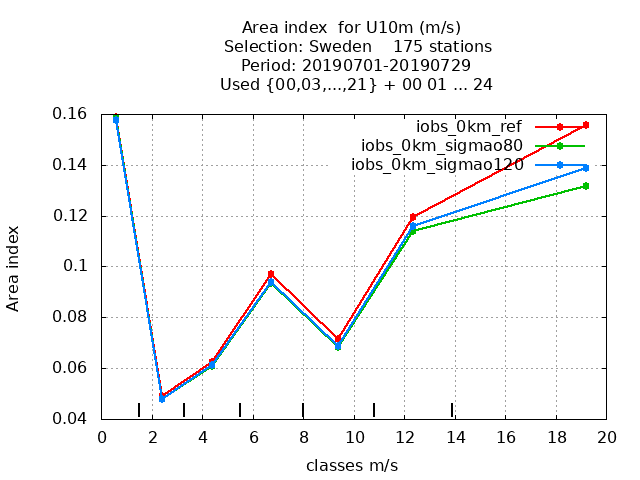 Area index  for U10m (m/s)
Selection: Sweden    175 stations
Period: 20190701-20190729
Used {00,03,...,21} + 00 01 ... 24
iobs_0km_ref
iobs_0km_sigmao80
iobs_0km_sigmao120
Area index
0.16
0.14
0.12
0.1
0.08
0.06
0.04
0 2 4 6 8 10 12 14 16 18 20
classes m/s